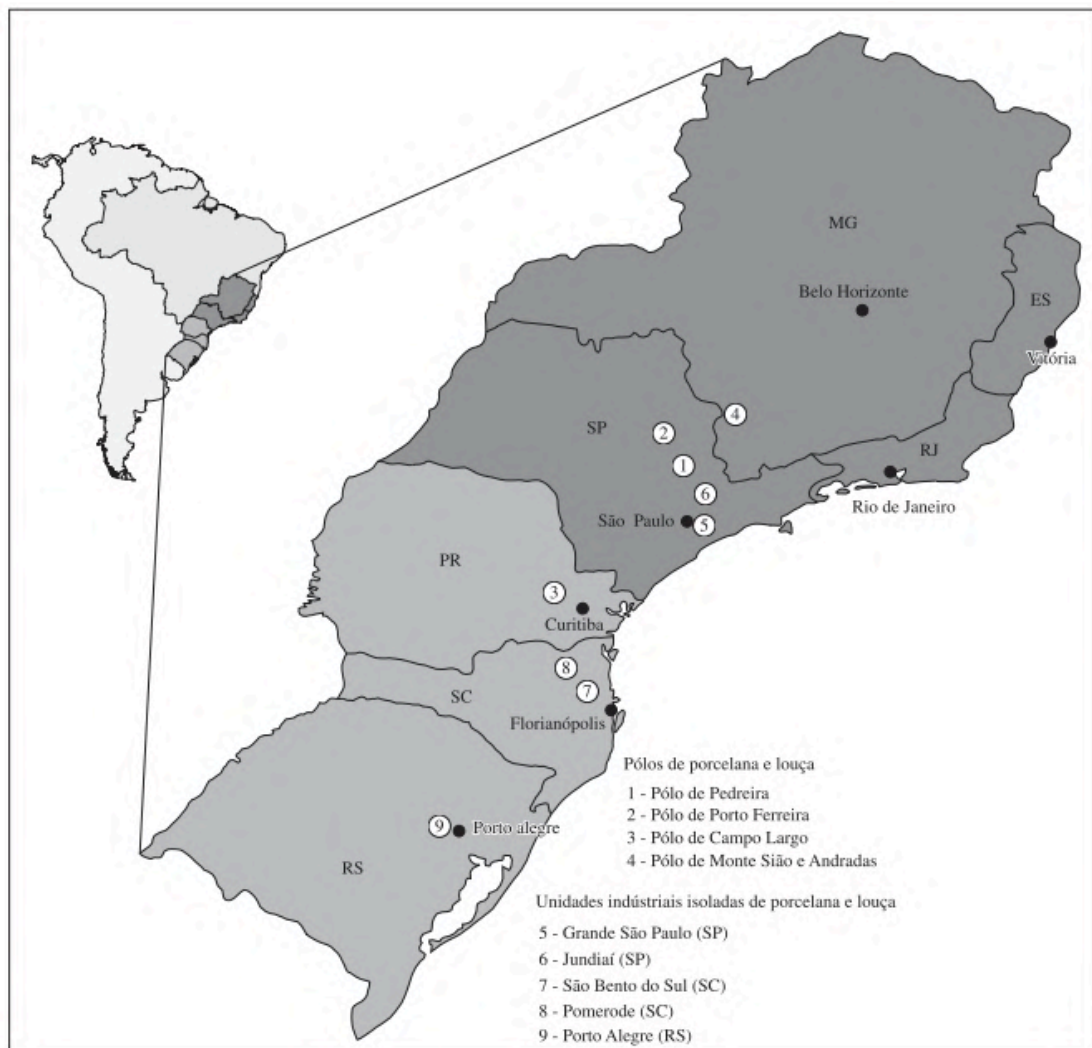 MG
Belo Horizonte
ES
Vitória
4
SP
2
RJ
1
6
Rio de Janeiro
São Paulo
5
PR
3
Curitiba
8
SC
7
Florianópolis
Pólos de porcelana e louça
1 - Pólo de Pedreira
2 - Pólo de Porto Ferreira
3 - Pólo de Campo Largo
4 - Pólo de Monte Sião e Andradas
9
Porto alegre
RS
Unidades indústriais isoladas de porcelana e louça
5 - Grande São Paulo (SP)
6 - Jundiaí (SP)
7 - São Bento do Sul (SC)
8 - Pomerode (SC)
9 - Porto Alegre (RS)